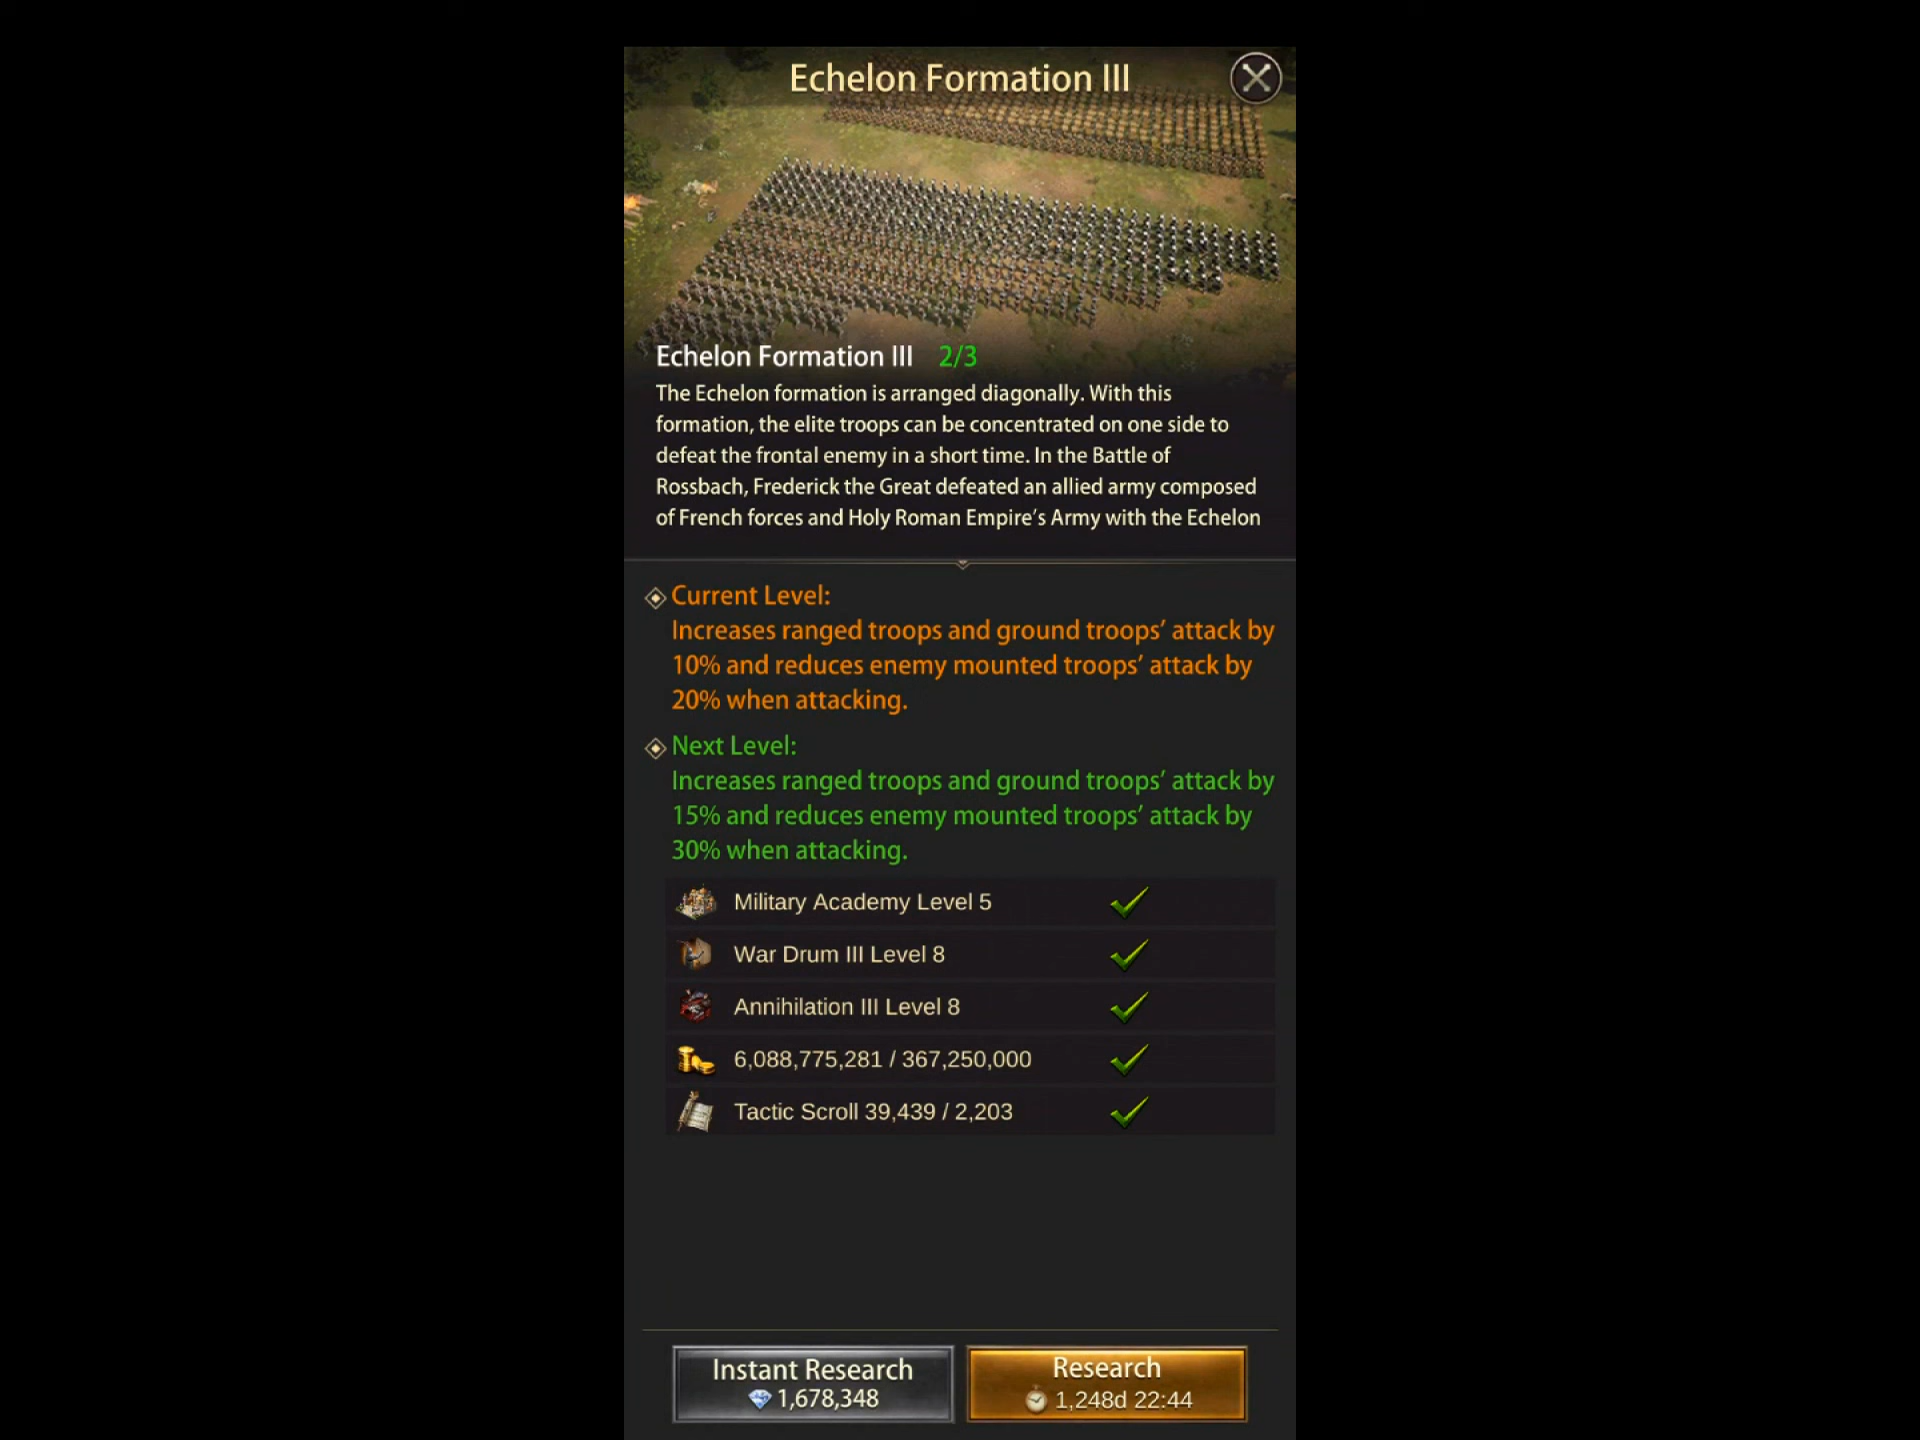 Echelon Formation III
Echelon Formation III 2/3
The Echelon formation is arranged diagonally. With this
formation, the elite troops can be concentrated on one side to
defeat the frontal enemy in a short time. In the Battle of
Rossbach, Frederick the Great defeated an allied army composed
of French forces and Holy Roman Empire's Army with the Echelon
Current Level:
Increases ranged troops and ground troops' attack by
10% and reduces enemy mounted troops' attack by
20% when attacking.
Next Level:
Increases ranged troops and ground troops' attack by
15% and reduces enemy mounted troops' attack by
30% when attacking.
Military Academy Level 5
War Drum III Level 8
Annihilation III Level 8
6,088,775,281 / 367,250,000
Tactic Scroll 39,439 / 2,203
Instant Research
1,678,348
Research
1,248d 22:44